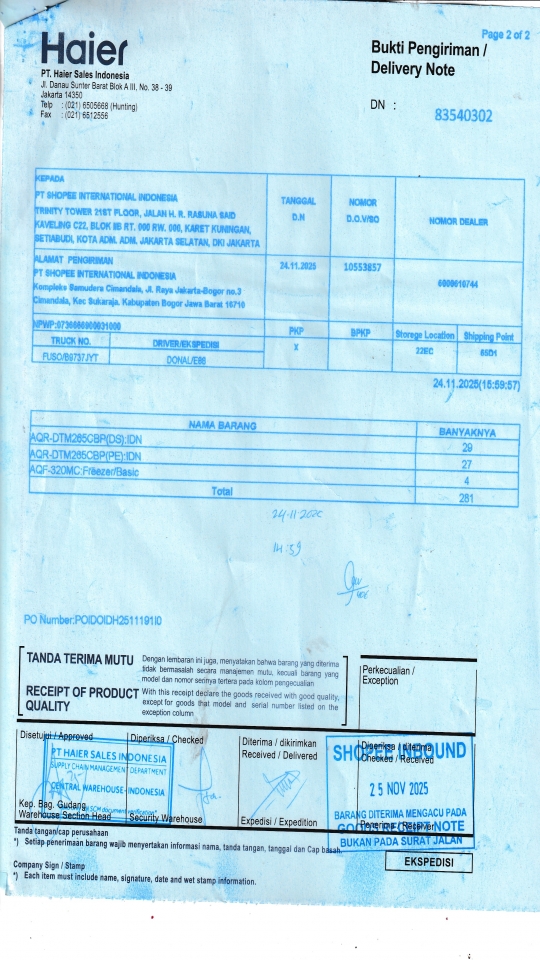 Page 2 of 2
Haier
Bukti Pengiriman /
Delivery Note
PT. Haier Sales Indonesia
Jl. Danau Sunter Barat Blok A III, No. 38 - 39
Jakarta 14350
Telp : (021) 6505668 (Hunting)
Fax : (021) 6512556
DN : 83540302
KEPADA
PT SHOPEE INTERNATIONAL INDONESIA
TRINITY TOWER 21ST FLOOR, JALAN H. R. RASUNA SAID
KAVELING C22, BLOK IIB RT. 000 RW. 000, KARET KUNINGAN,
SETIABUDI, KOTA ADM. ADM. JAKARTA SELATAN, DKI JAKARTA
TANGGAL
D.N
NOMOR
D.O.V/SO
NOMOR DEALER
ALAMAT PENGIRIMAN
PT SHOPEE INTERNATIONAL INDONESIA
Kompleks Samudera Cimandala, Jl. Raya Jakarta-Bogor no.3
Cimandala, Kec Sukaraja. Kabupaten Bogor Jawa Barat 16710
24.11.2025
10553857
NPWP:
PKP
BPKP
Storege Location
Shipping Point
TRUCK NO.
DRIVER/EKSPEDISI
X
22EC
65D1
FUSO/B9737JYT
DONAL/E86
24.11.2025(15:59:57)
NAMA BARANG
BANYAKNYA
AQR-DTM265CBP(DS):IDN
29
AQR-DTM265CBP(PE):IDN
27
AQF-320MC:Freezer/Basic
4
Total
281
24-11-2025
14:59
PO Number:POIDOIDH251119110
TANDA TERIMA MUTU
Dengan lembaran ini juga, menyatakan bahwa barang yang diterima
tidak bermasalah secara manajemen mutu, kecuali barang yang
model dan nomor serinya tertera pada kolom pengecualian
RECEIPT OF PRODUCT
QUALITY
With this receipt declare the goods received with good quality,
except for goods that model and serial number listed on the
exception column
Perkecualian /
Exception
Disetujui / Approved
Diperiksa / Checked
Diterima / dikirimkan
Received / Delivered
Diperiksa / diterima
Checked / Received
PT HAIER SALES INDONESIA
SUPPLY CHAIN MANAGEMENT DEPARTMENT
CENTRAL WAREHOUSE-INDONESIA
SHOPEE INBOUND
25 NOV 2025
BARANG DITERIMA MENGACU PADA
GOODS RECEIPT NOTE
BUKAN PADA SURAT JALAN
Kep. Bag. Gudang
Warehouse Section Head
Security Warehouse
Expedisi / Expedition
Penerima / Receiver
Tanda tangan/cap perusahaan
*) Setiap penerimaan barang wajib menyertakan informasi nama, tanda tangan, tanggal dan Cap basah.
EKSPEDISI
Company Sign / Stamp
*) Each item must include name, signature, date and wet stamp information.